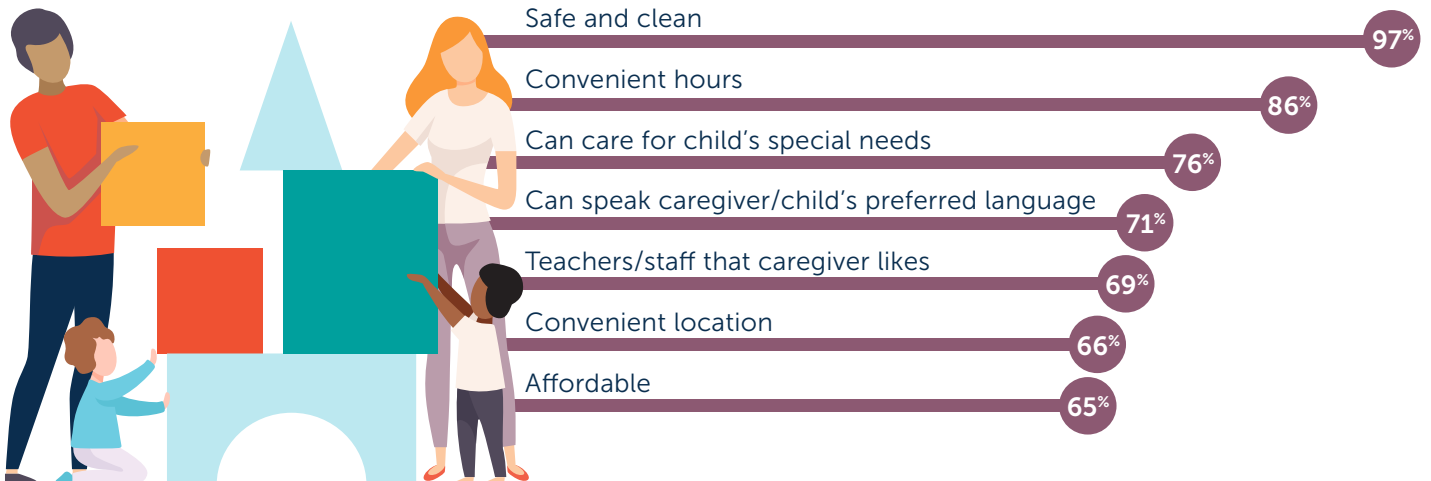 Safe and clean
97%
Convenient hours
86%
Can care for child’s special needs
76%
Can speak caregiver/child’s preferred language
71%
Teachers/staff that caregiver likes
69%
Convenient location
66%
Affordable
65%